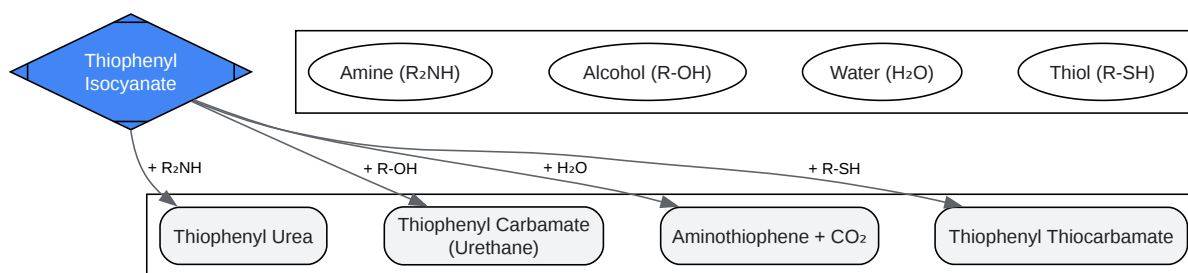 Thiophenyl
Isocyanate
Amine (R₂NH)
Alcohol (R-OH)
Water (H₂O)
Thiol (R-SH)
+ R₂NH
+ R-OH
+ H₂O
+ R-SH
Thiophenyl Urea
Thiophenyl Carbamate
(Urethane)
Aminothiophene + CO₂
Thiophenyl Thiocarbamate